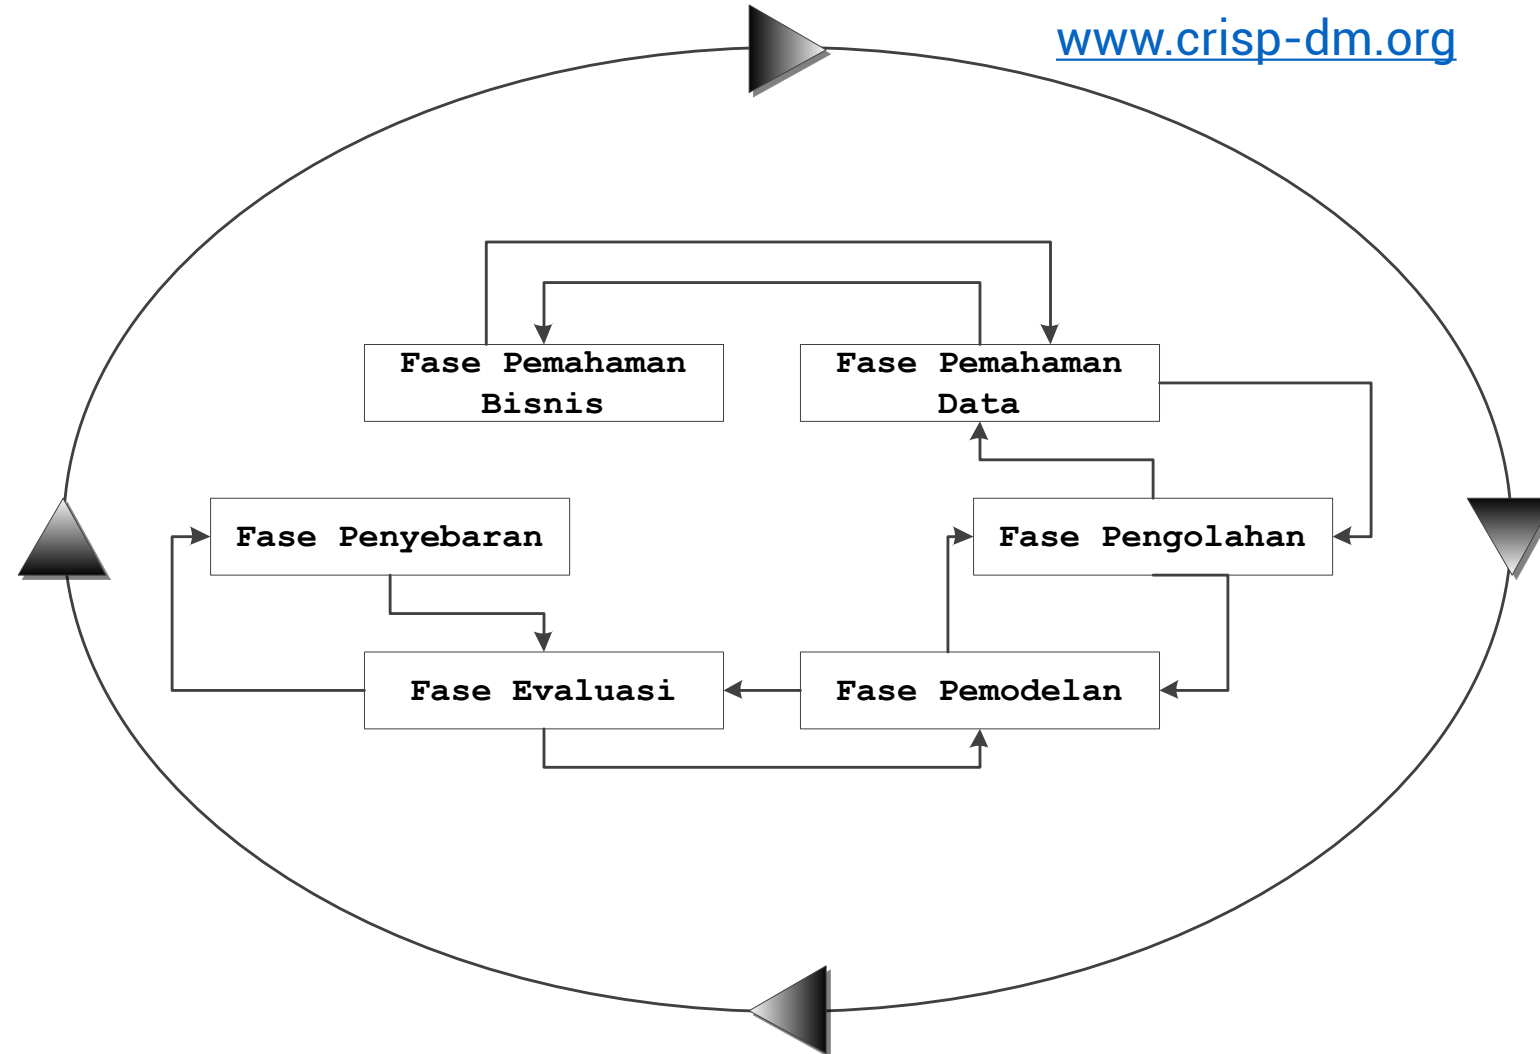 www.crisp-dm.org
Fase Pemahaman
Bisnis
Fase Pemahaman
Data
Fase Penyebaran
Fase Pengolahan
Fase Evaluasi
Fase Pemodelan